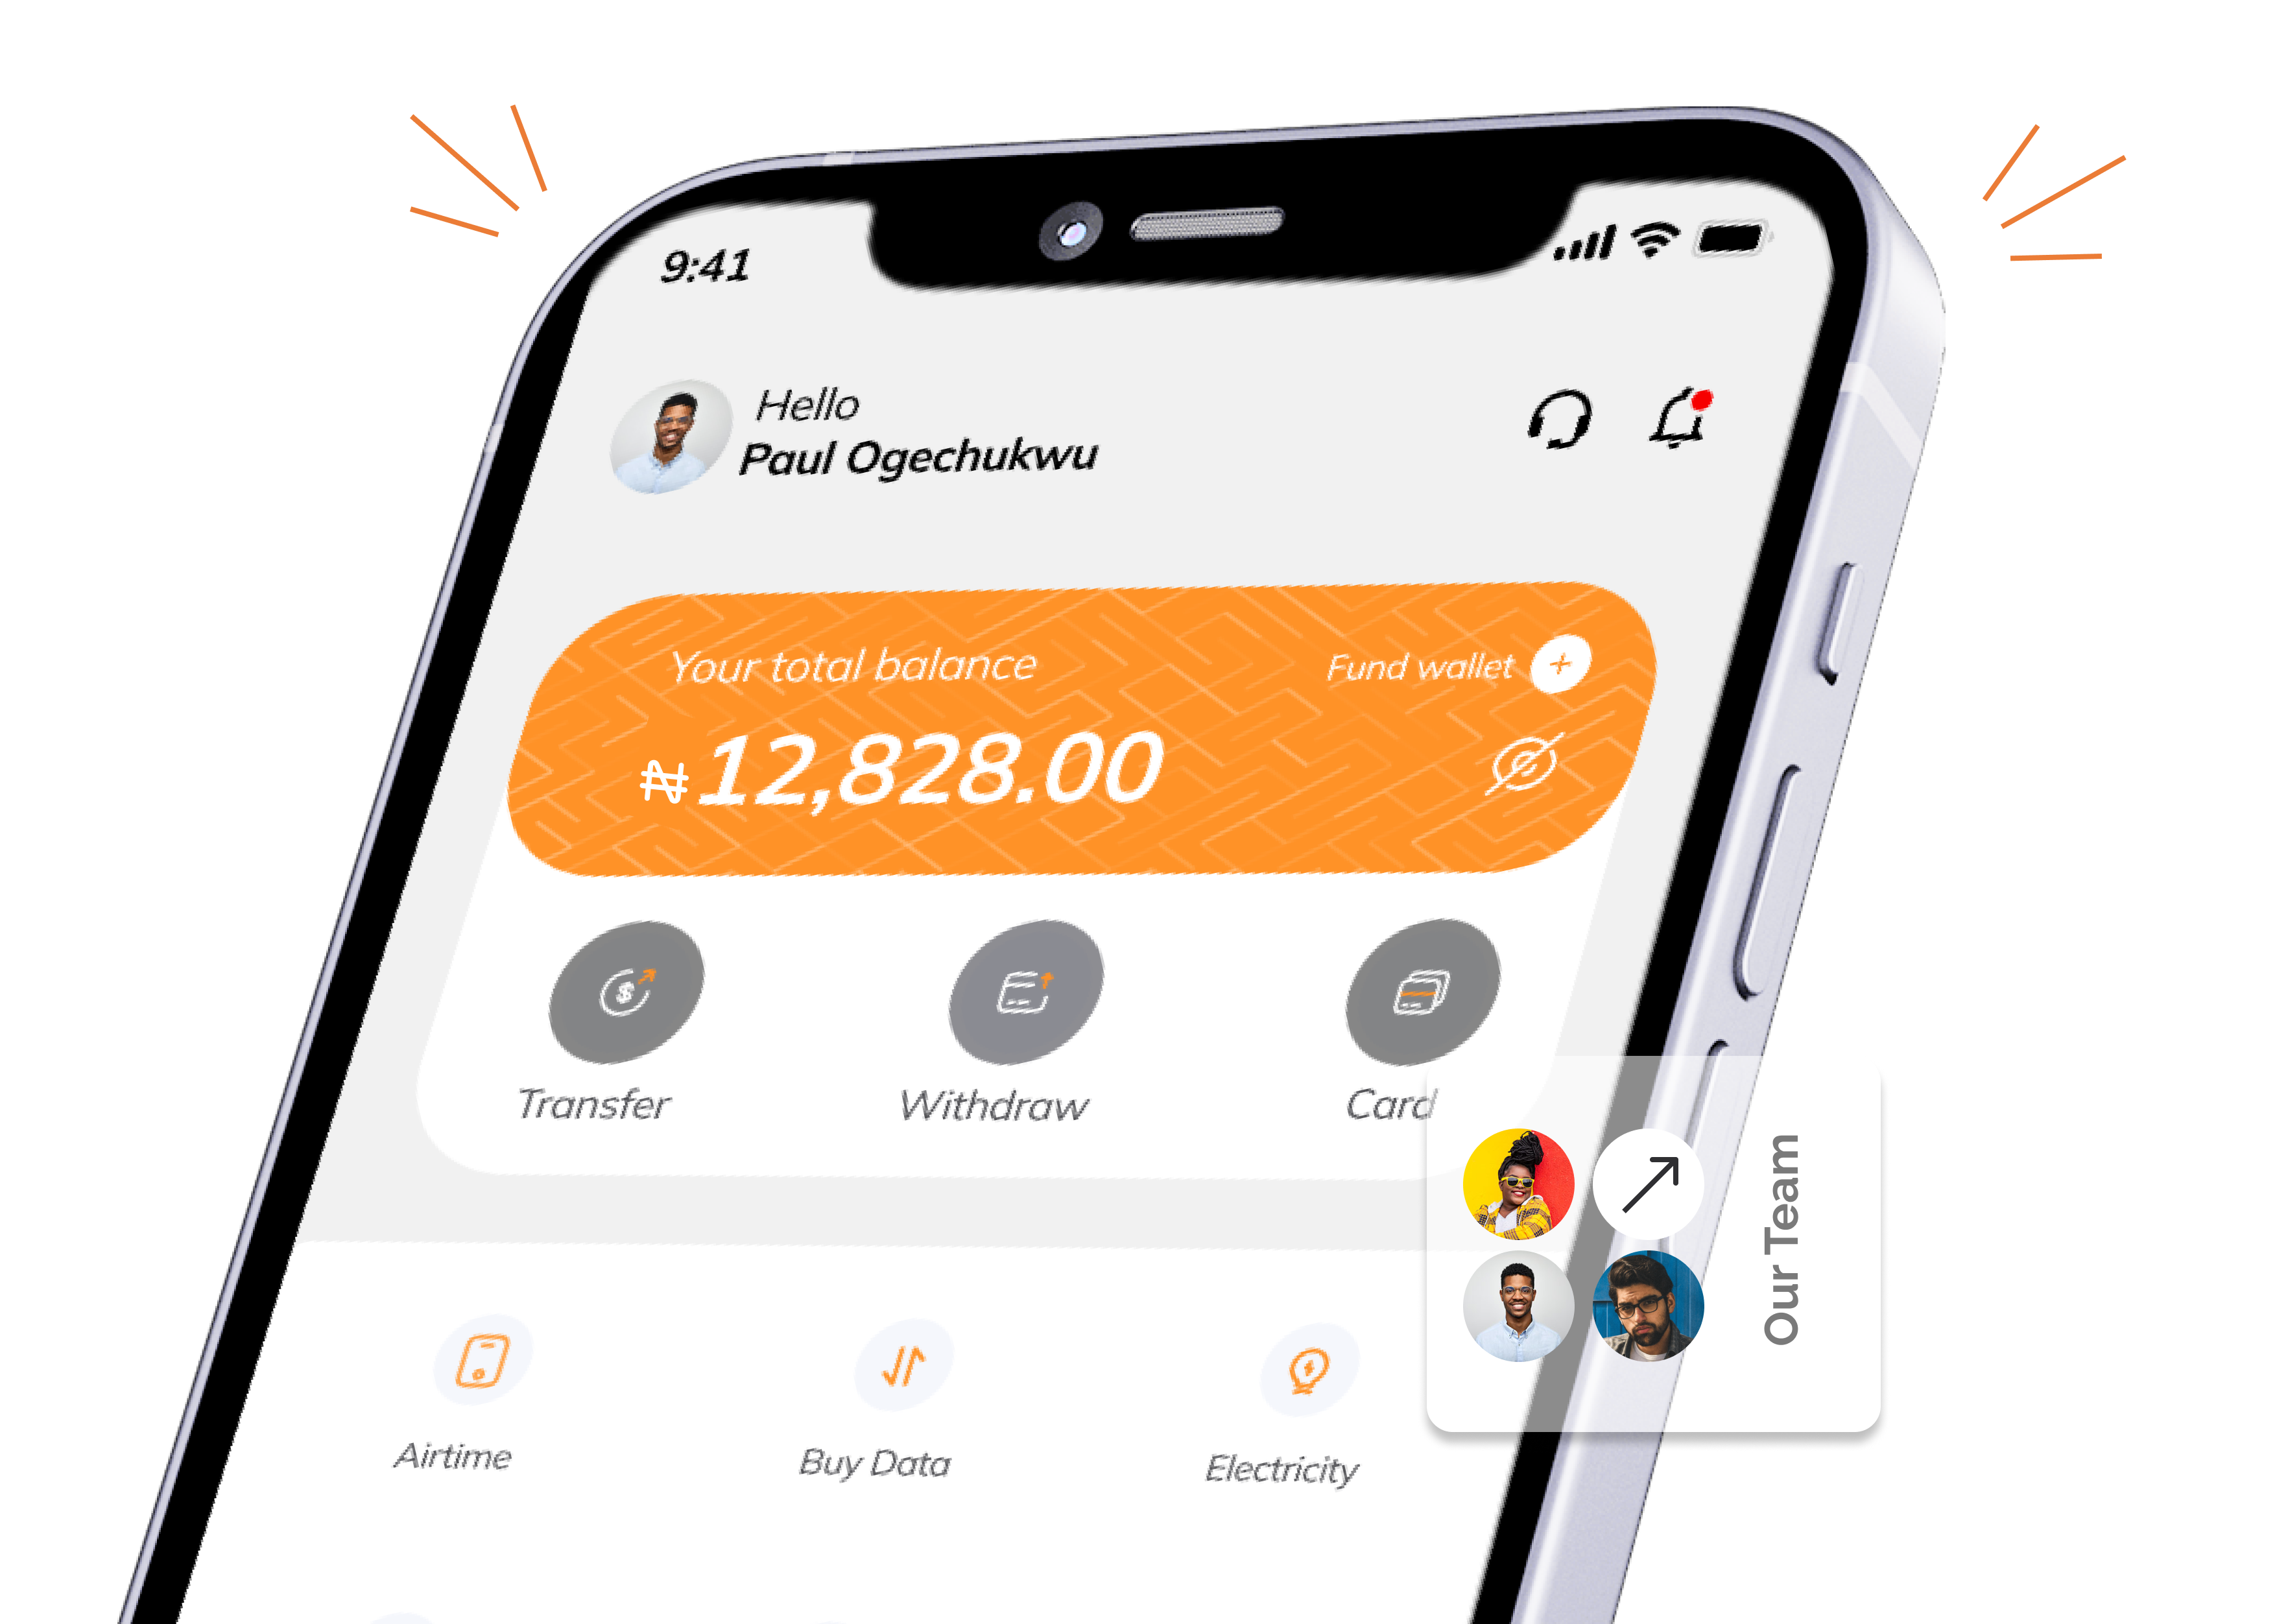 9:41
Hello
Paul Ogechukwu
Your total balance
Fund wallet
₦12,828.00
Transfer
Withdraw
Card
Our Team
Airtime
Buy Data
Electricity